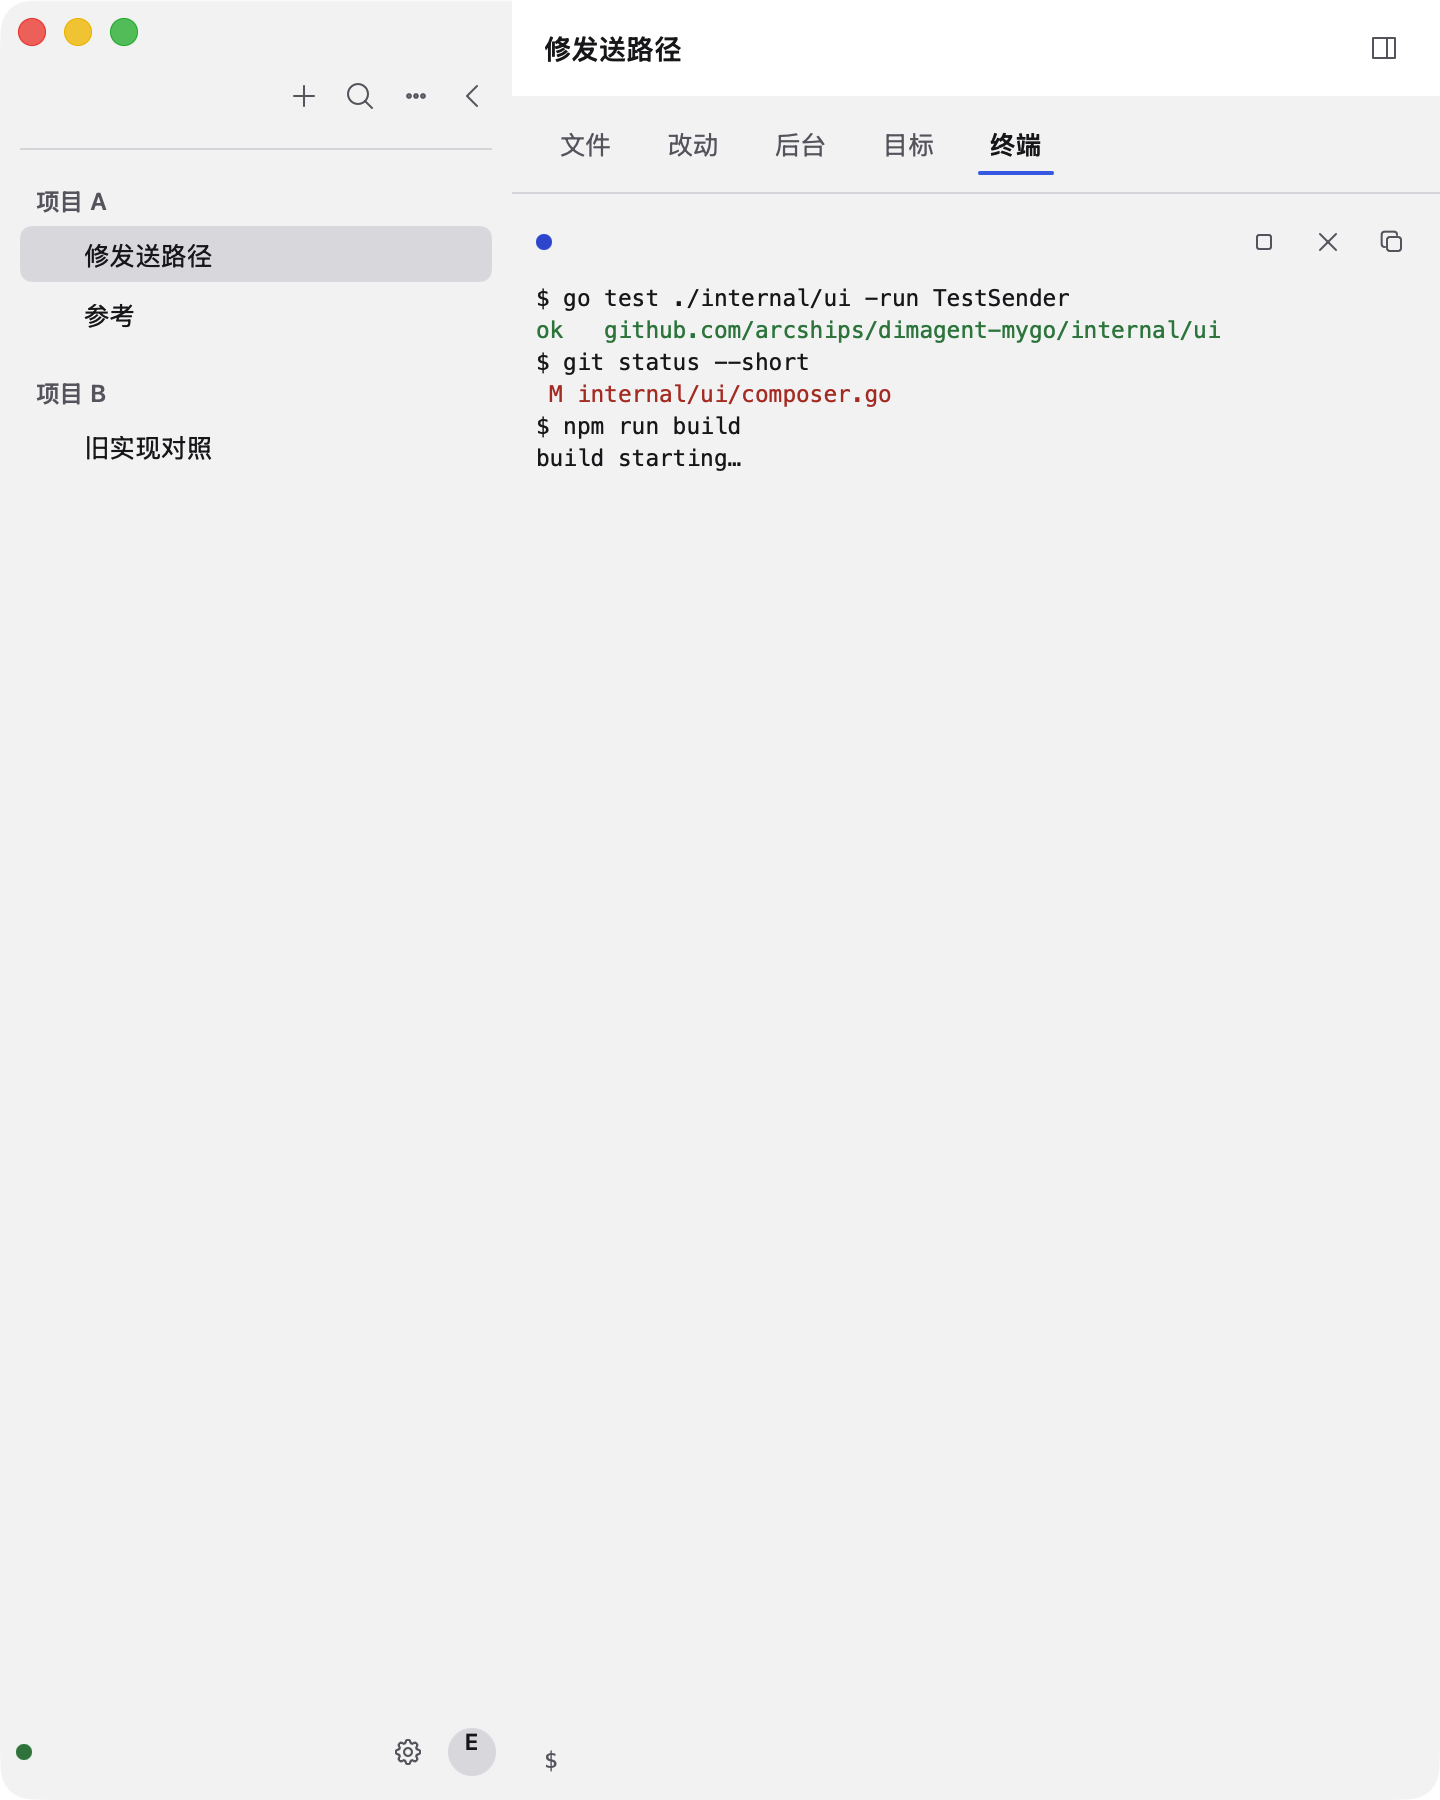 修发送路径
项目 A
修发送路径
参考
项目 B
旧实现对照
E
文件 改动 后台 目标 终端
$ go test ./internal/ui -run TestSender
ok   github.com/arcships/dimagent-mygo/internal/ui
$ git status --short
 M internal/ui/composer.go
$ npm run build
build starting…
$